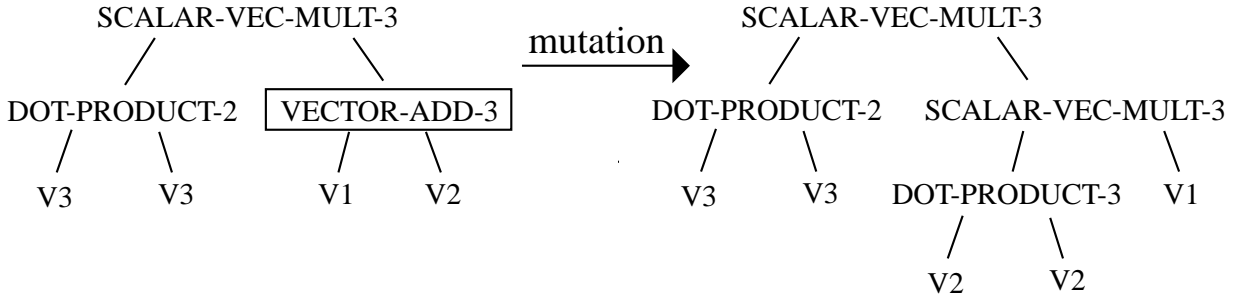 SCALAR-VEC-MULT-3
DOT-PRODUCT-2 VECTOR-ADD-3
V3 V3 V1 V2
mutation
SCALAR-VEC-MULT-3
DOT-PRODUCT-2 SCALAR-VEC-MULT-3
V3 V3 DOT-PRODUCT-3 V1
V2 V2